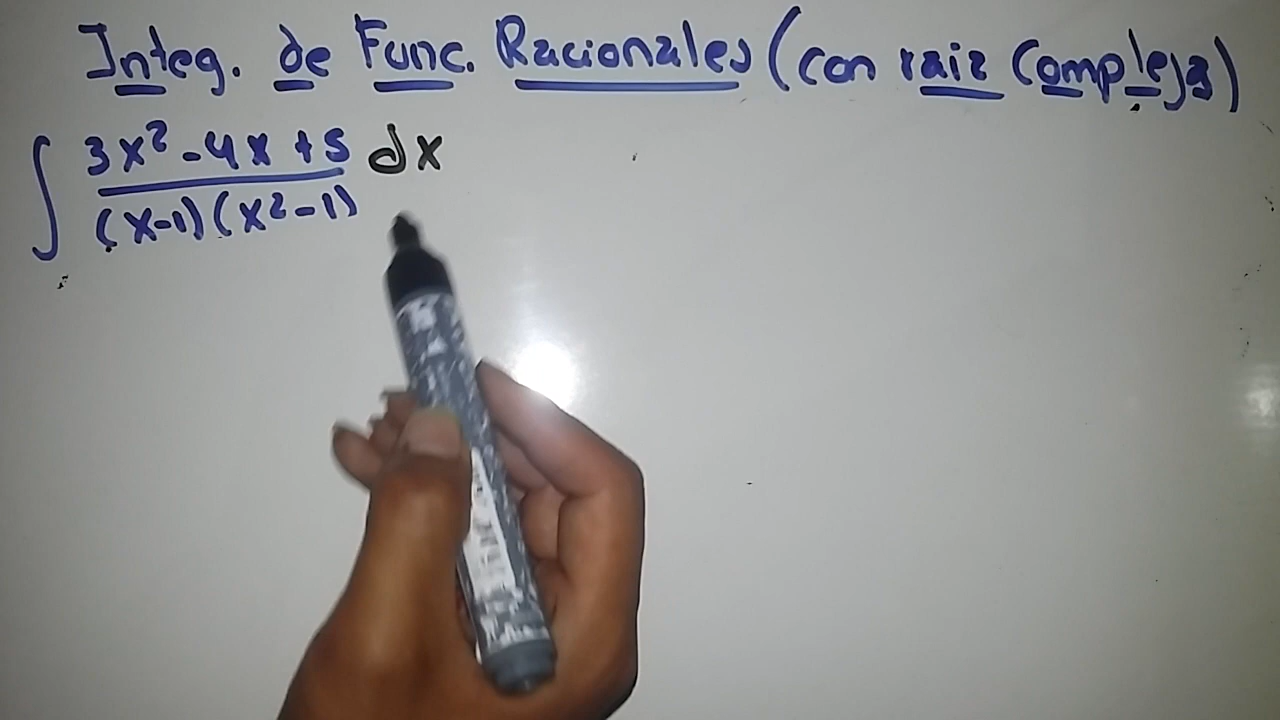 Integ. de Func. Racionales (con raiz Compleja)
∫ 3x² - 4x + 5 dx
(x-1)(x²-1)